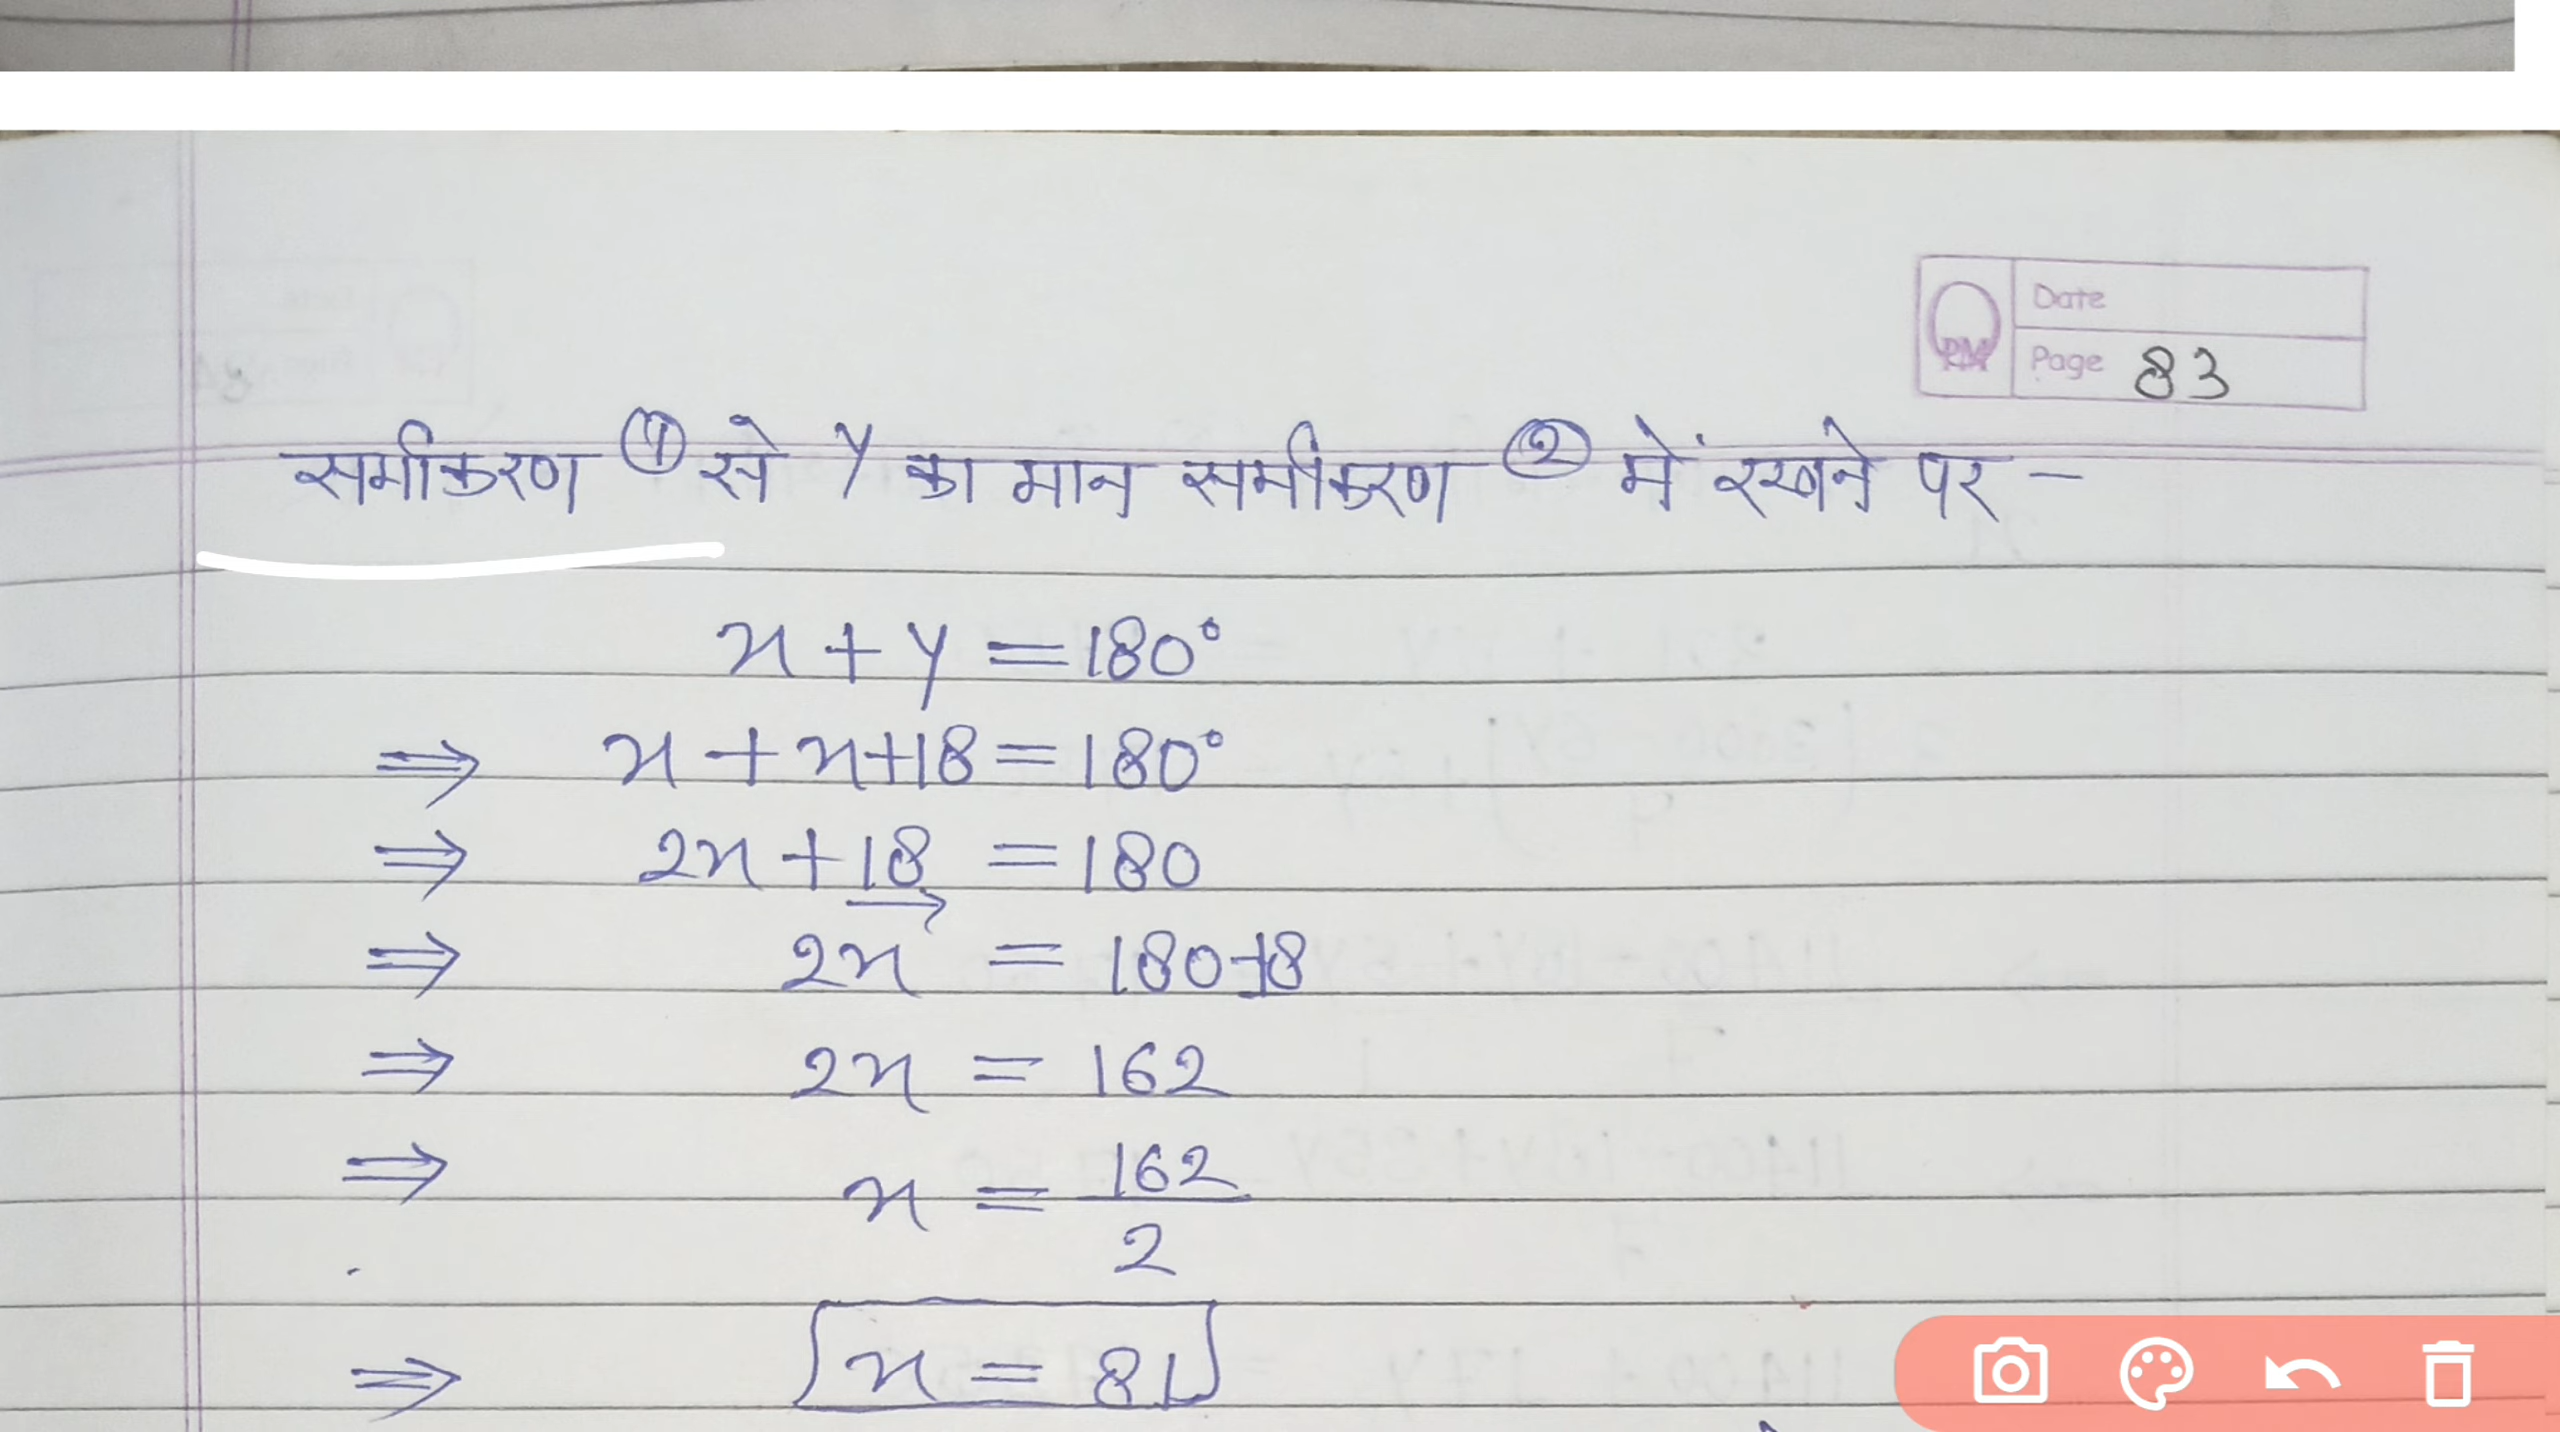 Date
Page 83
समीकरण ① से y का मान समीकरण ② में रखने पर -
x + y = 180°
⇒ x + x+18 = 180°
⇒ 2x + 18 = 180
⇒ 2x = 180-18
⇒ 2x = 162
⇒ x = 162/2
⇒ x = 81